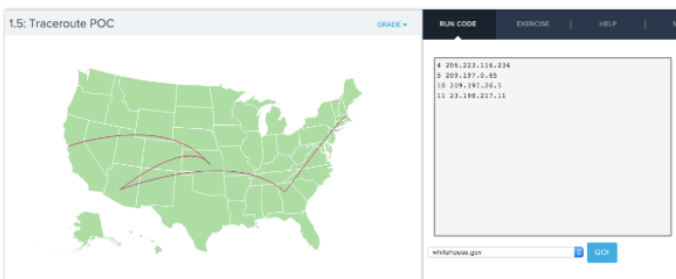 1.5: Traceroute POC
GRADE
RUN CODE
EXERCISE
HELP
4 206.223.116.234
5 209.197.0.65
10 209.197.26.5
11 23.198.217.11
whitehouse.gov
GO!